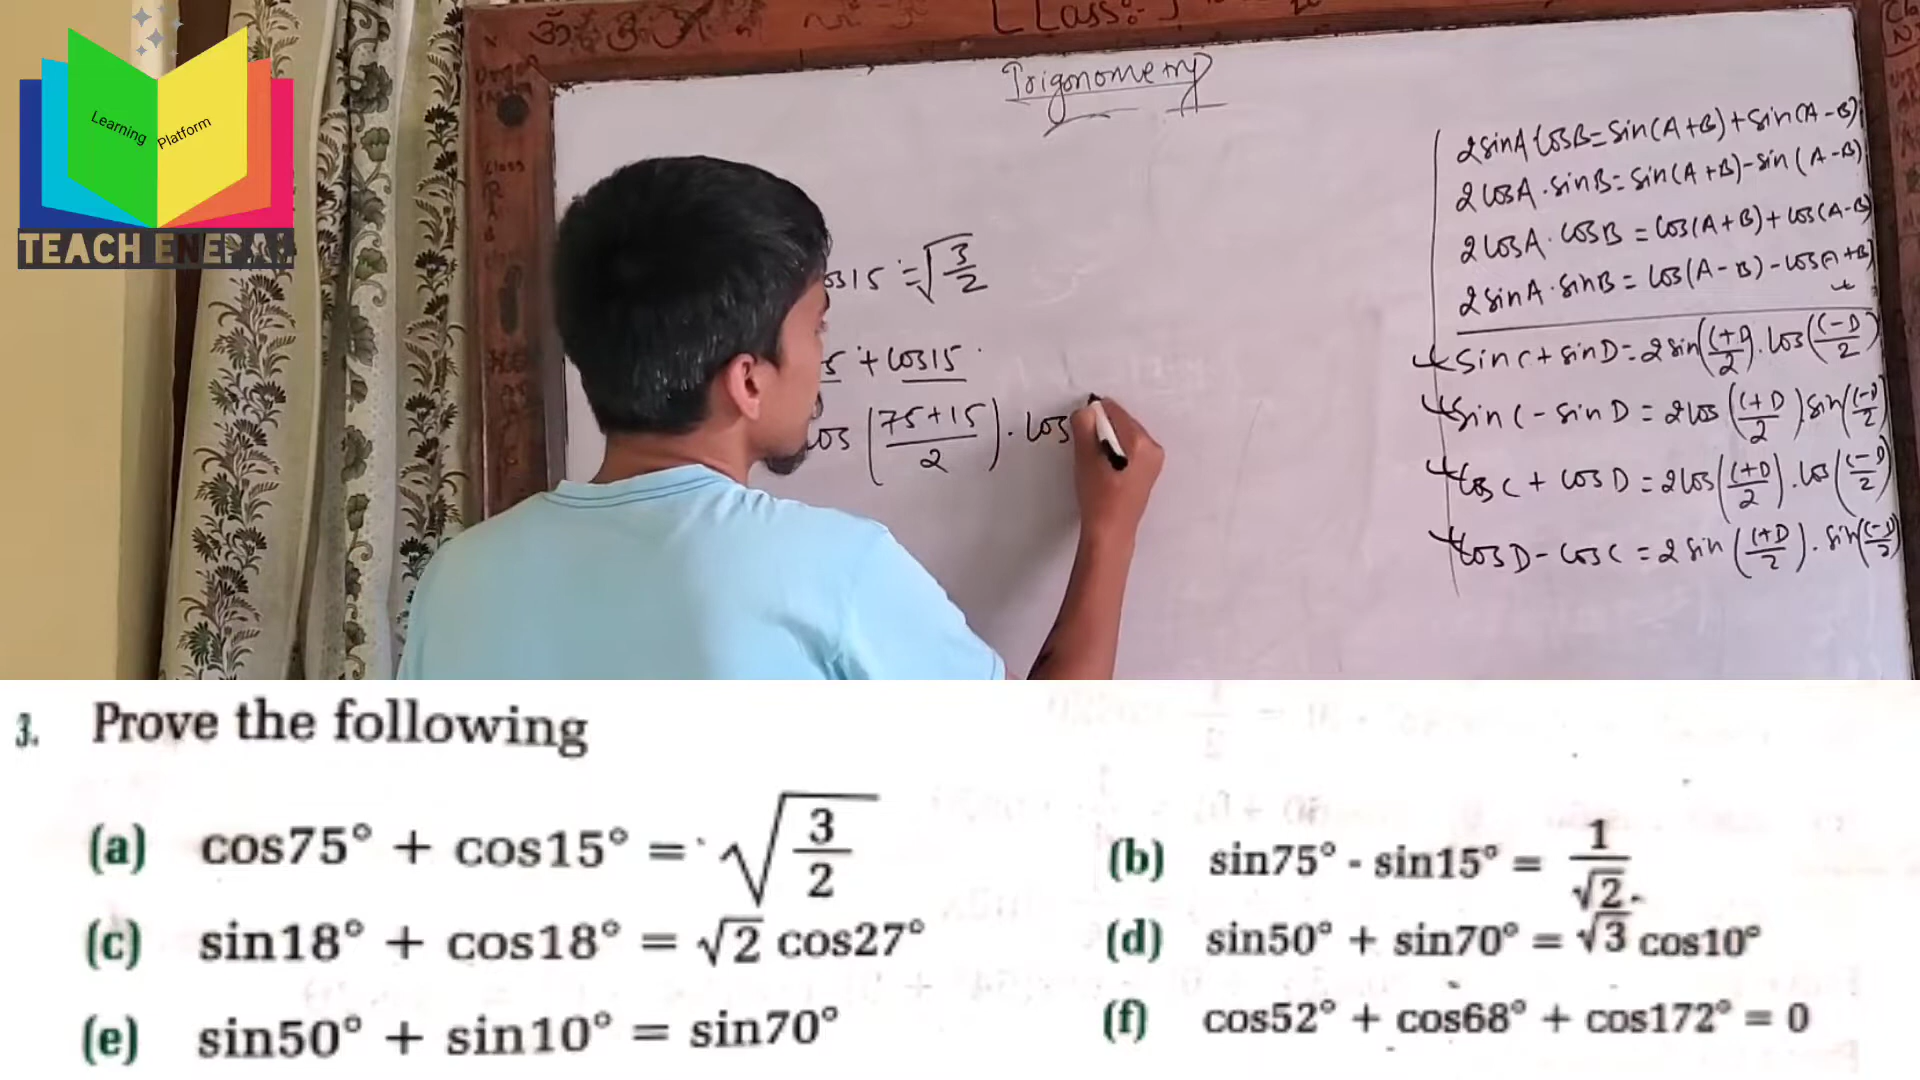 Learning Platform
TEACH ENEPAL
[Class:-]
Trigonometry
2sinA cosB=sin(A+B)+sin(A-B)
2cosA·sinB=sin(A+B)-sin(A-B)
2cosA·cosB=cos(A+B)+cos(A-B)
2sinA·sinB=cos(A-B)-cos(A+B)
sinC+sinD=2sin((C+D)/2)·cos((C-D)/2)
sinC-sinD=2cos((C+D)/2)·sin((C-D)/2)
cosC+cosD=2cos((C+D)/2)·cos((C-D)/2)
cosD-cosC=2sin((C+D)/2)·sin((C-D)/2)
os15=√(3/2)
5+cos15
cos((75+15)/2)·cos
3. Prove the following
(a) cos75°+cos15°=√(3/2)
(b) sin75°-sin15°=1/√2
(c) sin18°+cos18°=√2 cos27°
(d) sin50°+sin70°=√3 cos10°
(e) sin50°+sin10°=sin70°
(f) cos52°+cos68°+cos172°=0